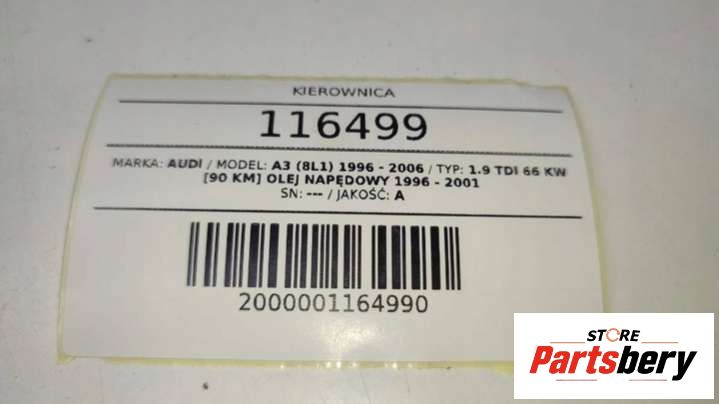 KIEROWNICA
116499
MARKA: AUDI / MODEL: A3 (8L1) 1996 - 2006 / TYP: 1.9 TDI 66 KW
[90 KM] OLEJ NAPĘDOWY 1996 - 2001
SN: --- / JAKOŚĆ: A
2000001164990
STORE
Partsbery